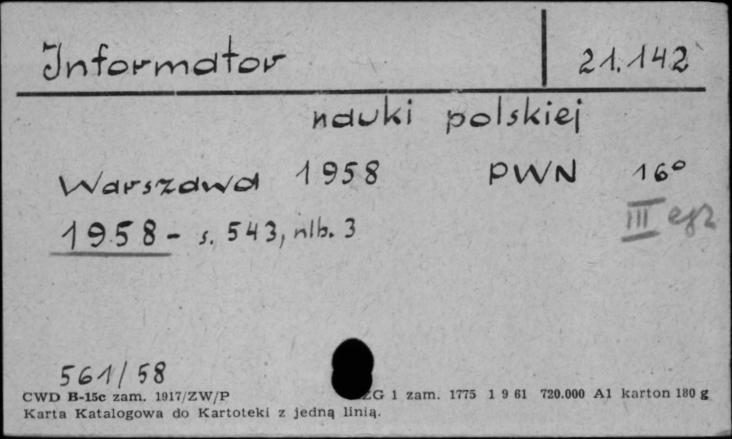 Informator 21.142
nauki polskiej
Warszawa 1958 PWN 16°
1958 - s. 543, nlb. 3
III egz
561/58
CWD B-15c zam. 1917/ZW/P ZG 1 zam. 1775 1 9 61 720.000 A1 karton 180 g
Karta Katalogowa do Kartoteki z jedną linią.